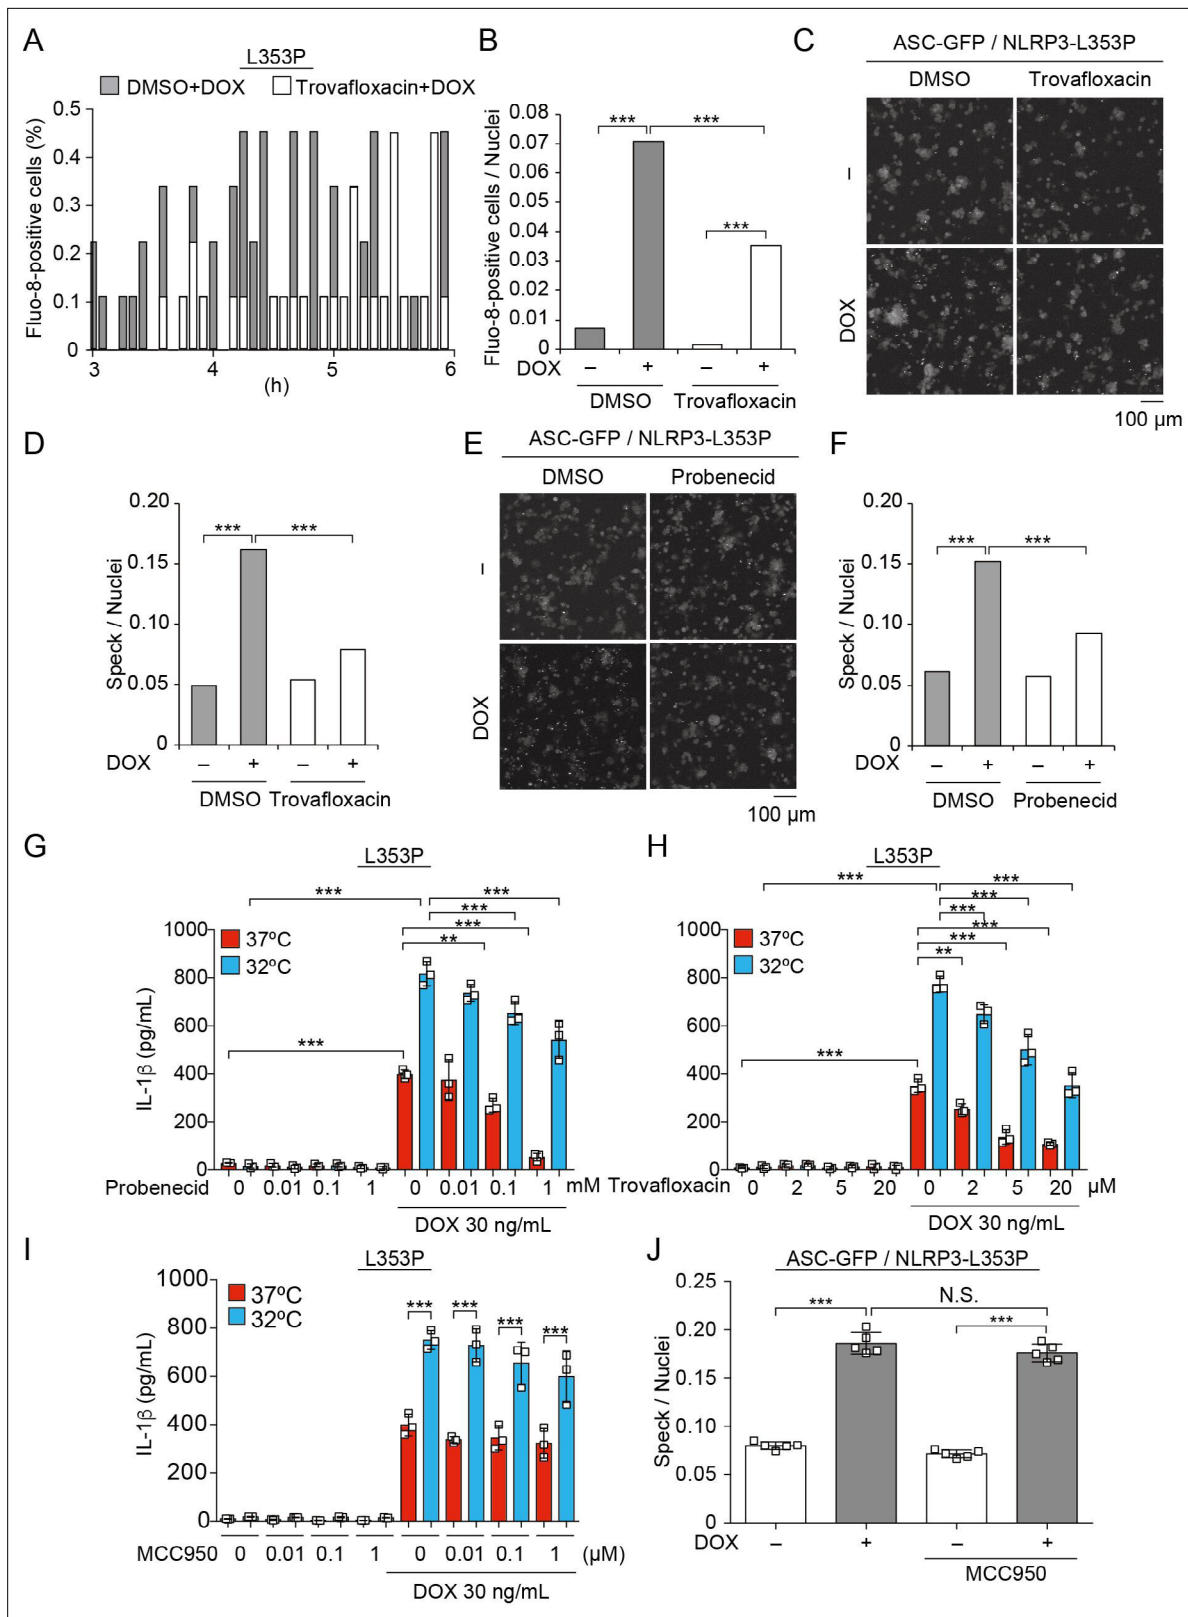 A
L353P
DMSO+DOX Trovafloxacin+DOX
Fluo-8-positive cells (%)
0.5
0.4
0.3
0.2
0.1
0
3 4 5 6
(h)
B
Fluo-8-positive cells / Nuclei
0.08
0.07
0.06
0.05
0.04
0.03
0.02
0.01
0
*** ***
***
DOX – + – +
DMSO Trovafloxacin
C
ASC-GFP / NLRP3-L353P
DMSO Trovafloxacin
–
DOX
100 µm
D
Speck / Nuclei
0.20
0.15
0.10
0.05
0
*** ***
DOX – + – +
DMSO Trovafloxacin
E
ASC-GFP / NLRP3-L353P
DMSO Probenecid
–
DOX
100 µm
F
Speck / Nuclei
0.20
0.15
0.10
0.05
0
*** ***
DOX – + – +
DMSO Probenecid
G
L353P
*** ***
***
***
**
***
37ºC
32ºC
IL-1β (pg/mL)
1000
800
600
400
200
0
Probenecid 0 0.01 0.1 1 0 0.01 0.1 1 mM
DOX 30 ng/mL
H
L353P
*** ***
***
***
***
***
**
***
37ºC
32ºC
1000
800
600
400
200
0
Trovafloxacin 0 2 5 20 0 2 5 20 µM
DOX 30 ng/mL
I
L353P
37ºC
32ºC
*** *** *** ***
IL-1β (pg/mL)
1000
800
600
400
200
0
MCC950 0 0.01 0.1 1 0 0.01 0.1 1 (µM)
DOX 30 ng/mL
J
ASC-GFP / NLRP3-L353P
*** N.S.
***
Speck / Nuclei
0.25
0.20
0.15
0.10
0.05
0
DOX – + – +
MCC950